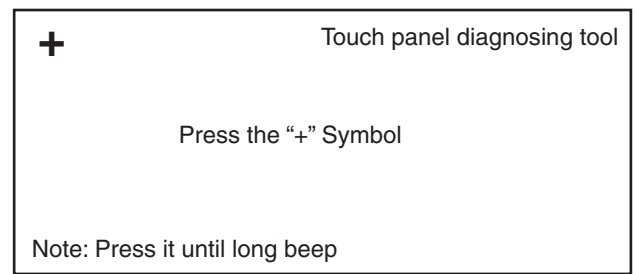 + Touch panel diagnosing tool
Press the “+” Symbol
Note: Press it until long beep